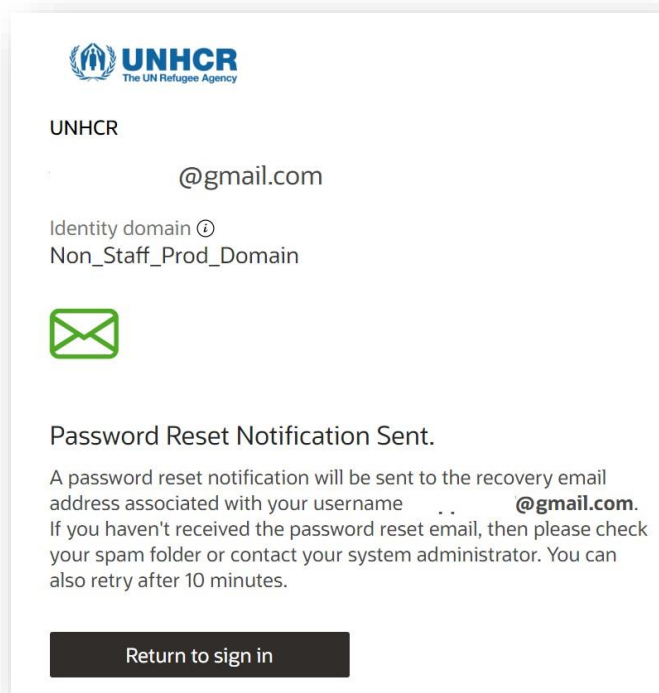 UNHCR
The UN Refugee Agency
UNHCR
@gmail.com
Identity domain
Non_Staff_Prod_Domain
Password Reset Notification Sent.
A password reset notification will be sent to the recovery email
address associated with your username @gmail.com.
If you haven't received the password reset email, then please check
your spam folder or contact your system administrator. You can
also retry after 10 minutes.
Return to sign in